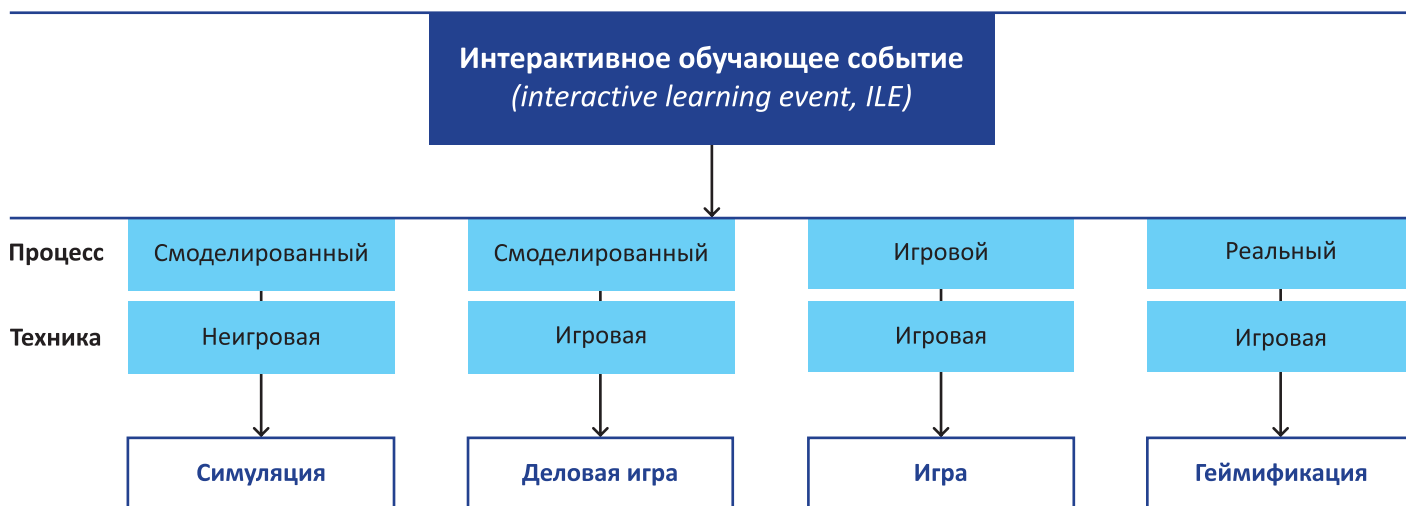 Интерактивное обучающее событие
(interactive learning event, ILE)
Процесс Смоделированный Смоделированный Игровой Реальный
Техника Неигровая Игровая Игровая Игровая
Симуляция Деловая игра Игра Геймификация